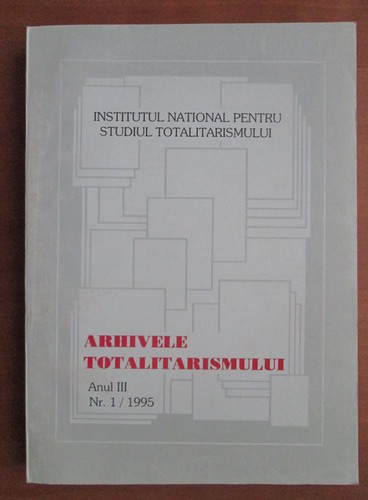 INSTITUTUL NATIONAL PENTRU
STUDIUL TOTALITARISMULUI
ARHIVELE
TOTALITARISMULUI
Anul III
Nr. 1 / 1995